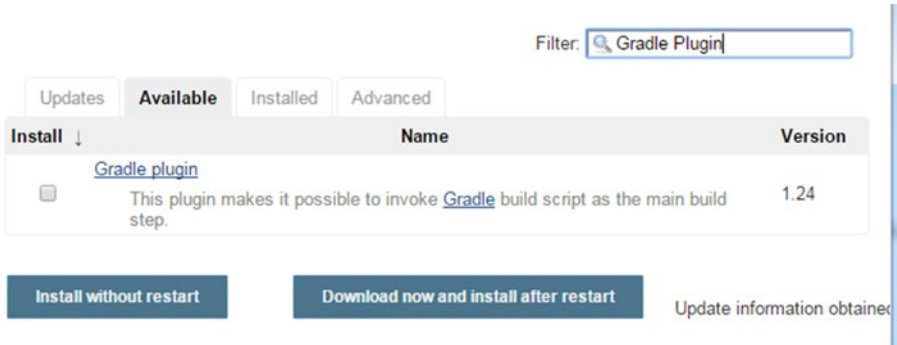 Filter: Gradle Plugin
Updates Available Installed Advanced
Install ↓ Name Version
Gradle plugin
This plugin makes it possible to invoke Gradle build script as the main build
step.
1.24
Install without restart Download now and install after restart Update information obtained